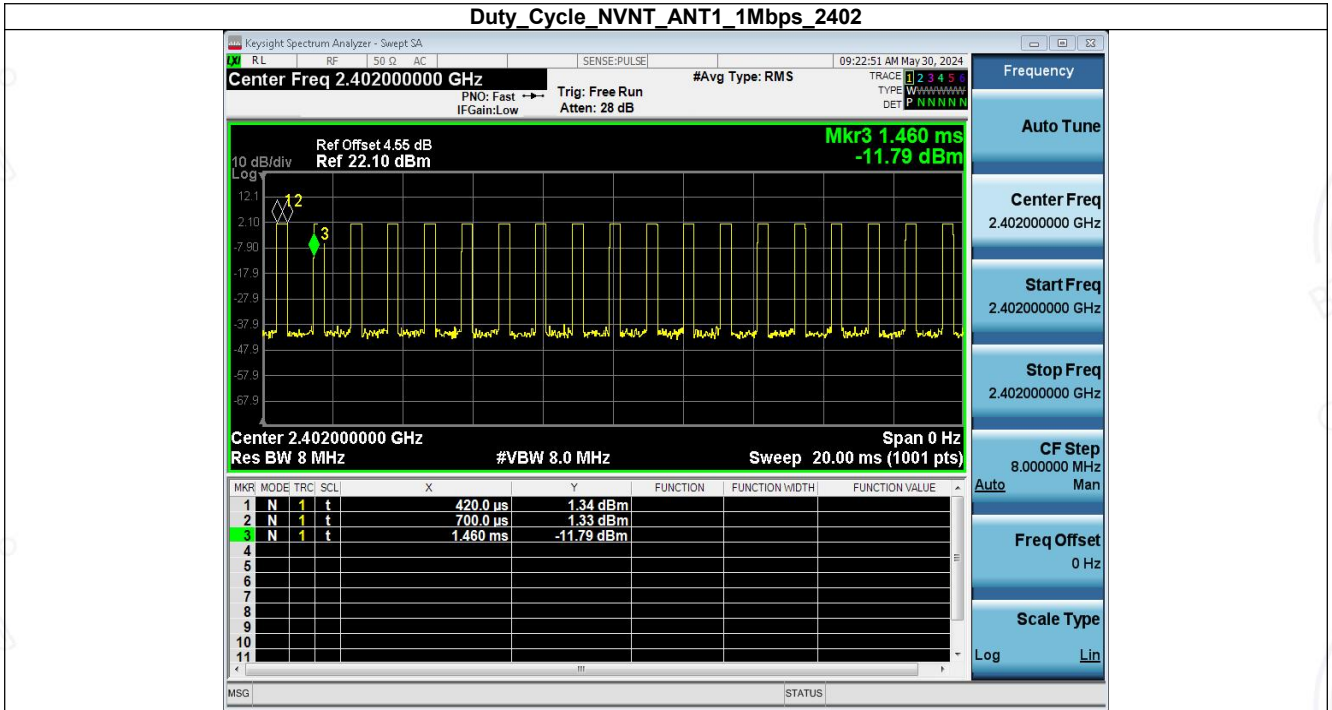 Duty_Cycle_NVNT_ANT1_1Mbps_2402
Keysight Spectrum Analyzer - Swept SA
LXI RL RF 50 Ω AC SENSE:PULSE 09:22:51 AM May 30, 2024
Center Freq 2.402000000 GHz #Avg Type: RMS TRACE 1 2 3 4 5 6
PNO: Fast Trig: Free Run TYPE W
IFGain:Low Atten: 28 dB DET P N N N N N
Mkr3 1.460 ms
-11.79 dBm
Ref Offset 4.55 dB
10 dB/div Ref 22.10 dBm
Log
12.1
2.10
-7.90
-17.9
-27.9
-37.9
-47.9
-57.9
-67.9
1 2
3
Center 2.402000000 GHz Span 0 Hz
Res BW 8 MHz #VBW 8.0 MHz Sweep 20.00 ms (1001 pts)
MKR MODE TRC SCL X Y FUNCTION FUNCTION WIDTH FUNCTION VALUE
1 N 1 t 420.0 µs 1.34 dBm
2 N 1 t 700.0 µs 1.33 dBm
3 N 1 t 1.460 ms -11.79 dBm
4
5
6
7
8
9
10
11
MSG STATUS
Frequency
Auto Tune
Center Freq
2.402000000 GHz
Start Freq
2.402000000 GHz
Stop Freq
2.402000000 GHz
CF Step
8.000000 MHz
Auto Man
Freq Offset
0 Hz
Scale Type
Log Lin